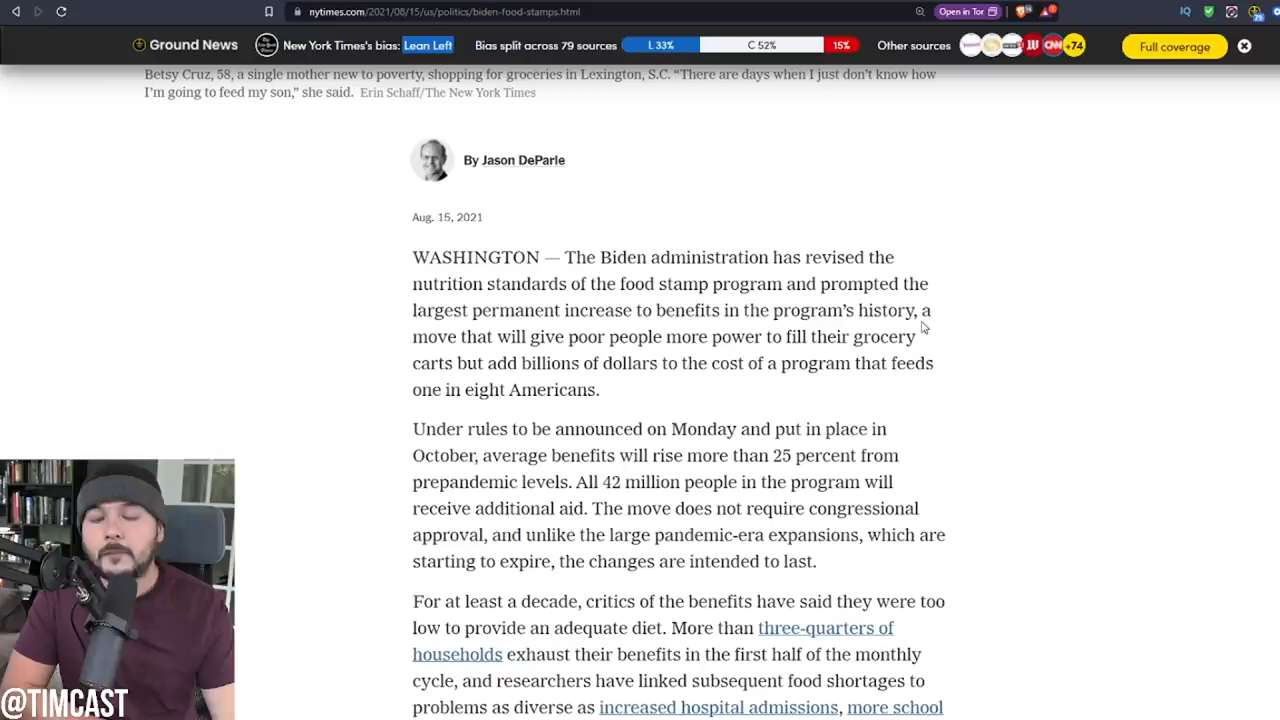 nytimes.com/2021/08/15/us/politics/biden-food-stamps.html
Open in Tor
IQ
Ground News
New York Times's bias: Lean Left
Bias split across 79 sources
L 33%
C 52%
15%
Other sources
CNN
+74
Full coverage
Betsy Cruz, 58, a single mother new to poverty, shopping for groceries in Lexington, S.C. “There are days when I just don't know how
I'm going to feed my son,” she said. Erin Schaff/The New York Times
By Jason DeParle
Aug. 15, 2021
WASHINGTON — The Biden administration has revised the
nutrition standards of the food stamp program and prompted the
largest permanent increase to benefits in the program's history, a
move that will give poor people more power to fill their grocery
carts but add billions of dollars to the cost of a program that feeds
one in eight Americans.
Under rules to be announced on Monday and put in place in
October, average benefits will rise more than 25 percent from
prepandemic levels. All 42 million people in the program will
receive additional aid. The move does not require congressional
approval, and unlike the large pandemic-era expansions, which are
starting to expire, the changes are intended to last.
For at least a decade, critics of the benefits have said they were too
low to provide an adequate diet. More than three-quarters of
households exhaust their benefits in the first half of the monthly
cycle, and researchers have linked subsequent food shortages to
problems as diverse as increased hospital admissions, more school
@TIMCAST